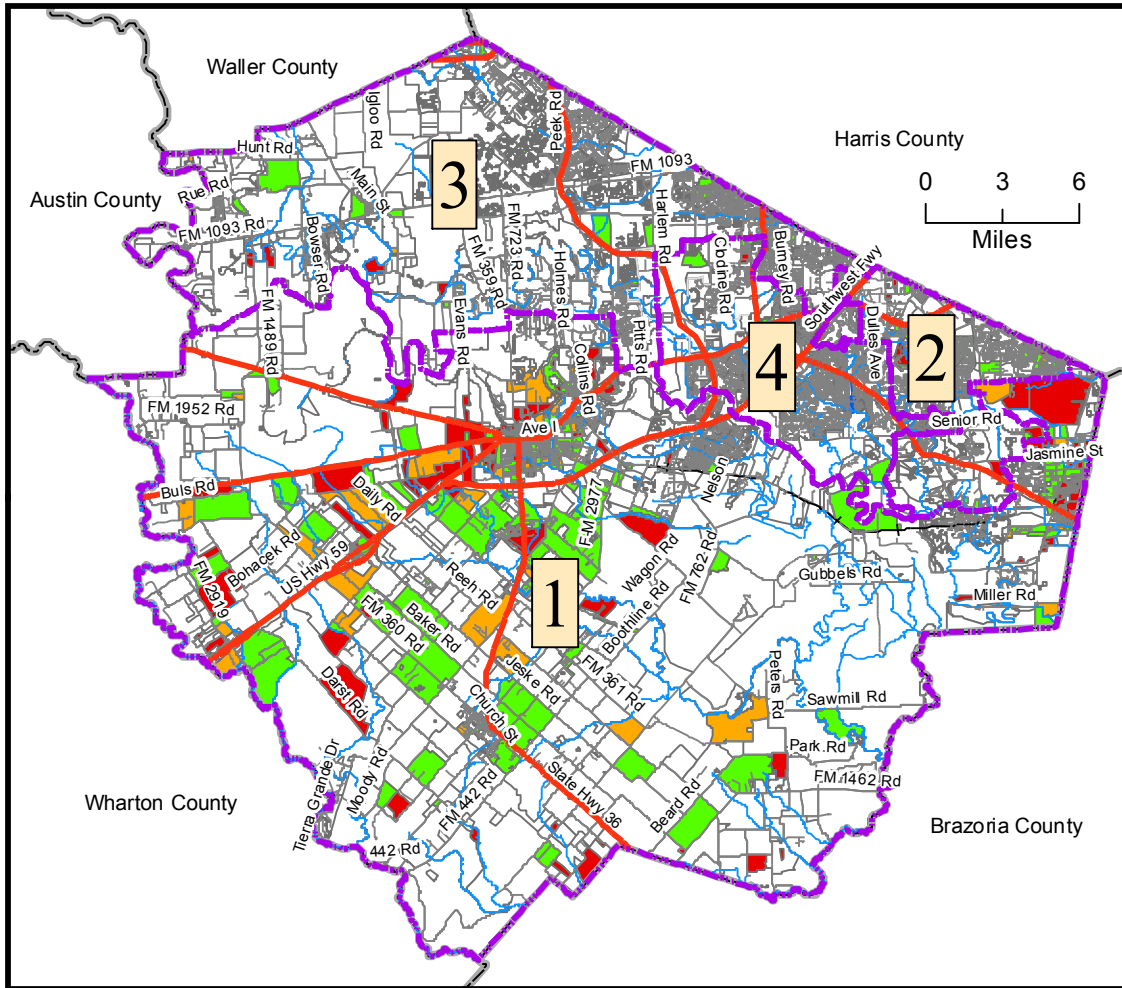 Waller County
Igloo Rd
Peek Rd
Harris County
Hunt Rd
FM 1093
3
Rue Rd
Main St
0 3 6
Miles
Austin County
FM 1093 Rd
Bowser Rd
FM 723 Rd
FM 359 Rd
Holmes Rd
Harlem Rd
Clodine Rd
Burney Rd
Southwest Fwy
FM 1489 Rd
Evans Rd
Pitts Rd
Collins Rd
4
Dulles Ave
2
FM 1952 Rd
Ave I
Senior Rd
Jasmine St
Buls Rd
Daily Rd
FM 2977
Nelson
Bohacek Rd
US Hwy 59
FM 2919
Reeh Rd
Wagon Rd
FM 762 Rd
Gubbels Rd
Miller Rd
1
Boothline Rd
FM 360 Rd
Baker Rd
Jeske Rd
FM 361 Rd
Darst Rd
Church St
Peters Rd
Sawmill Rd
Park Rd
FM 1462 Rd
Tierra Grande Dr
Moody Rd
FM 442 Rd
State Hwy 36
Beard Rd
Wharton County
442 Rd
Brazoria County